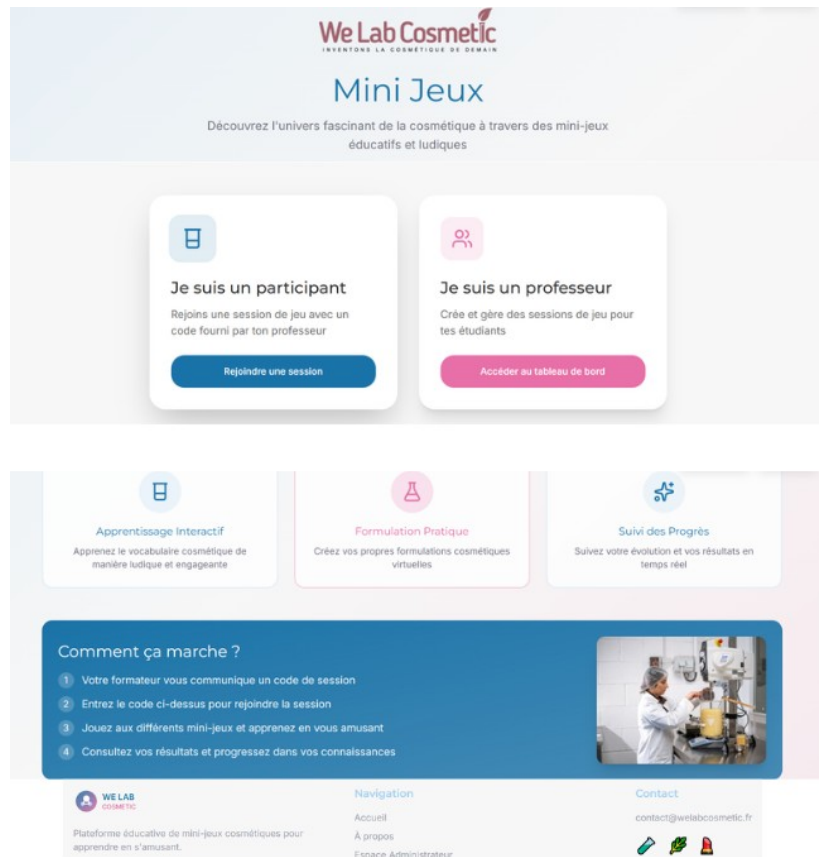 We Lab Cosmetic
INVENTONS LA COSMÉTIQUE DE DEMAIN
Mini Jeux
Découvrez l'univers fascinant de la cosmétique à travers des mini-jeux
éducatifs et ludiques
Je suis un participant
Rejoins une session de jeu avec un
code fourni par ton professeur
Rejoindre une session
Je suis un professeur
Crée et gère des sessions de jeu pour
tes étudiants
Accéder au tableau de bord
Apprentissage Interactif
Apprenez le vocabulaire cosmétique de
manière ludique et engageante
Formulation Pratique
Créez vos propres formulations cosmétiques
virtuelles
Suivi des Progrès
Suivez votre évolution et vos résultats en
temps réel
Comment ça marche ?
1 Votre formateur vous communique un code de session
2 Entrez le code ci-dessus pour rejoindre la session
3 Jouez aux différents mini-jeux et apprenez en vous amusant
4 Consultez vos résultats et progressez dans vos connaissances
WE LAB
COSMETIC
Plateforme éducative de mini-jeux cosmétiques pour
apprendre en s'amusant.
Navigation
Accueil
À propos
Espace Administrateur
Contact
contact@welabcosmetic.fr